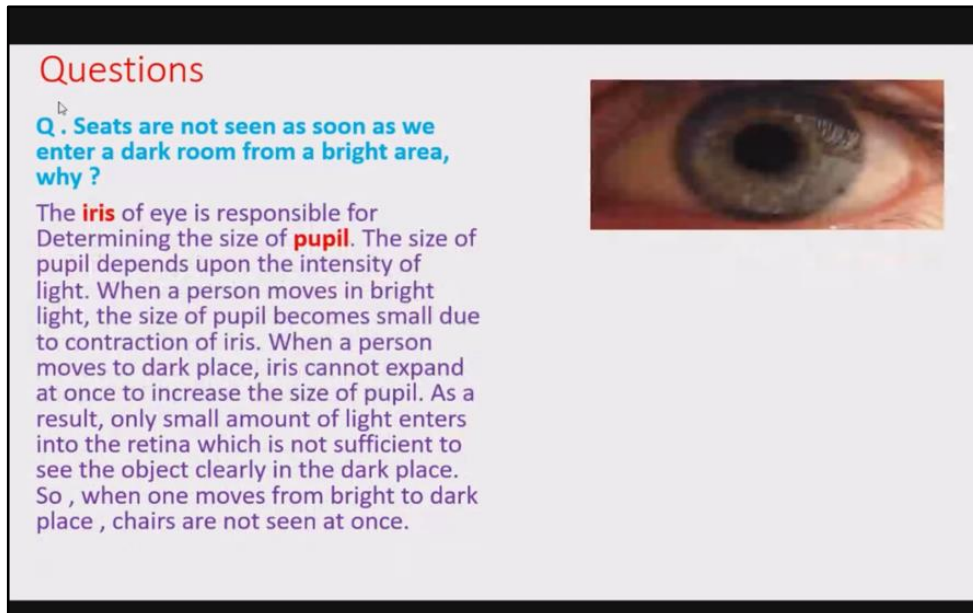 Questions
Q . Seats are not seen as soon as we
enter a dark room from a bright area,
why ?
The iris of eye is responsible for
Determining the size of pupil. The size of
pupil depends upon the intensity of
light. When a person moves in bright
light, the size of pupil becomes small due
to contraction of iris. When a person
moves to dark place, iris cannot expand
at once to increase the size of pupil. As a
result, only small amount of light enters
into the retina which is not sufficient to
see the object clearly in the dark place.
So , when one moves from bright to dark
place , chairs are not seen at once.